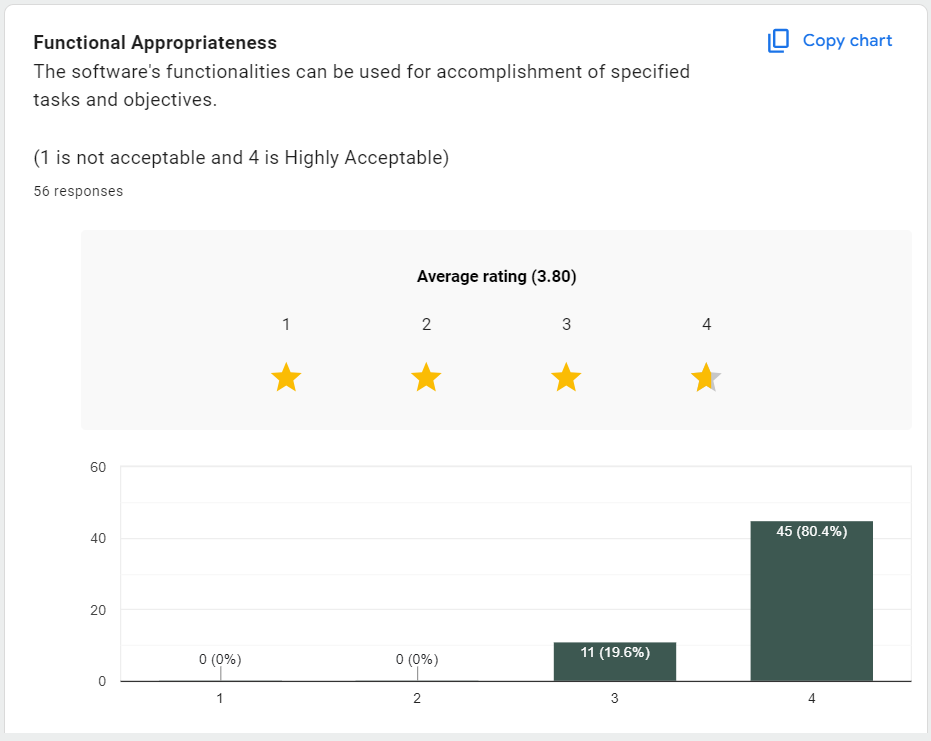 Functional Appropriateness
Copy chart
The software's functionalities can be used for accomplishment of specified
tasks and objectives.
(1 is not acceptable and 4 is Highly Acceptable)
56 responses
Average rating (3.80)
1 2 3 4
60
40
20
0
0 (0%) 0 (0%) 11 (19.6%) 45 (80.4%)
1 2 3 4